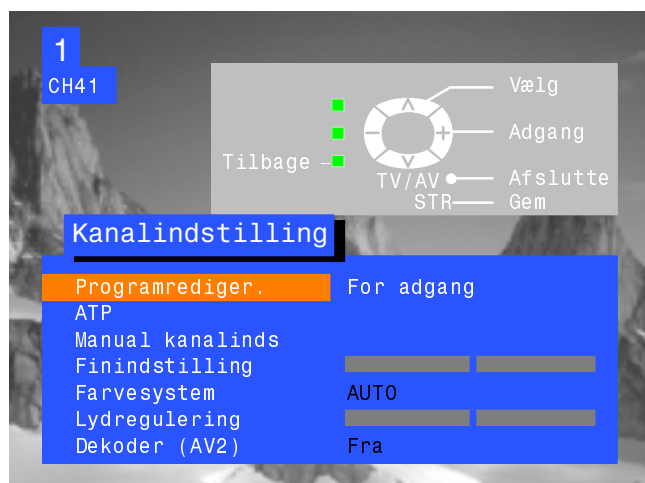 1
CH41
Vælg
Adgang
Tilbage
TV/AV Afslutte
STR Gem
Kanalindstilling
Programrediger. For adgang
ATP
Manual kanalinds
Finindstilling
Farvesystem AUTO
Lydregulering
Dekoder (AV2) Fra